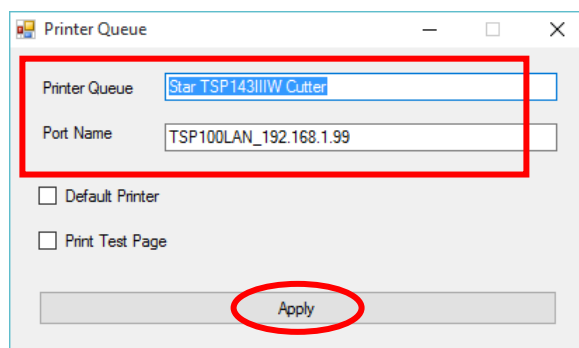 Printer Queue
Printer Queue Star TSP143IIIW Cutter
Port Name TSP100LAN_192.168.1.99
Default Printer
Print Test Page
Apply